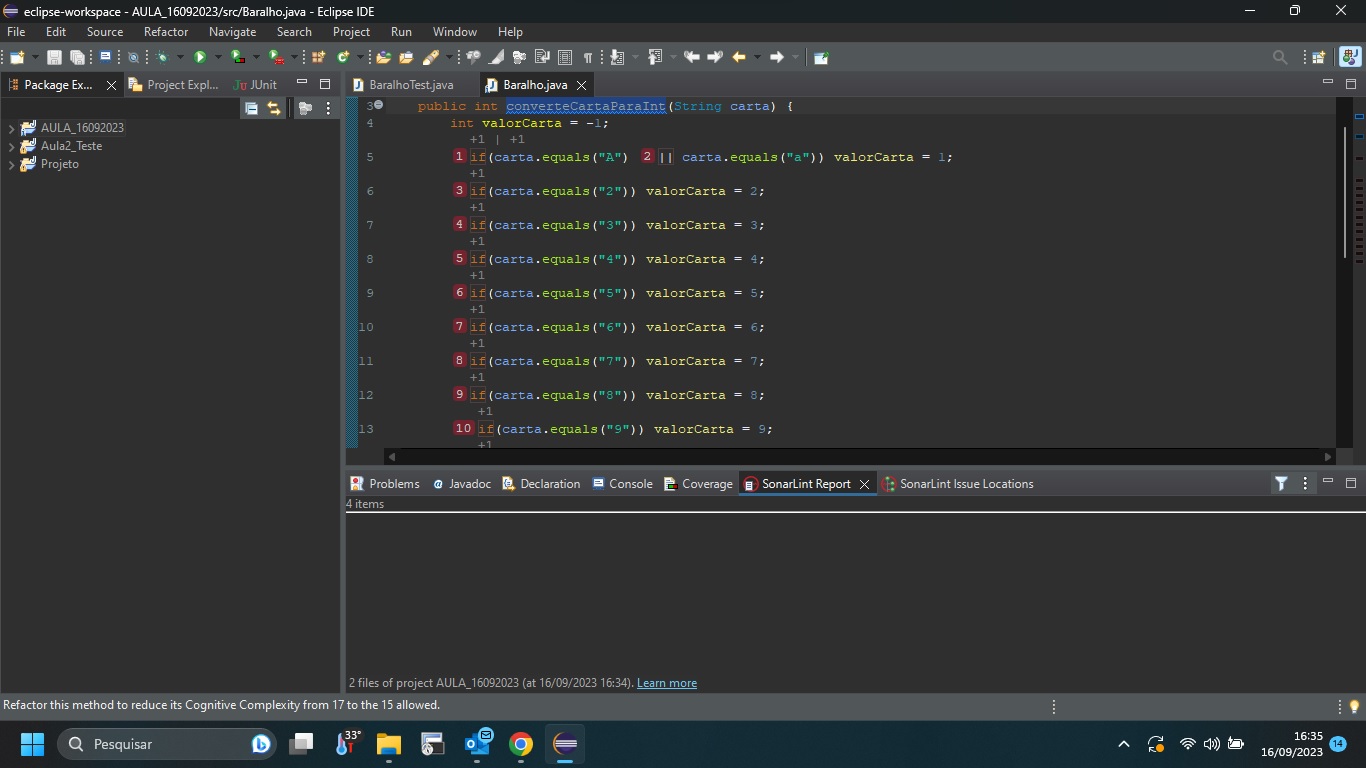 eclipse-workspace - AULA_16092023/src/Baralho.java - Eclipse IDE
File Edit Source Refactor Navigate Search Project Run Window Help
Package Ex... Project Expl... JUnit BaralhoTest.java Baralho.java
AULA_16092023
Aula2_Teste
Projeto
3 public int converteCartaParaInt(String carta) {
4 int valorCarta = -1;
+1 | +1
5 1 if(carta.equals("A") 2 || carta.equals("a")) valorCarta = 1;
+1
6 3 if(carta.equals("2")) valorCarta = 2;
+1
7 4 if(carta.equals("3")) valorCarta = 3;
+1
8 5 if(carta.equals("4")) valorCarta = 4;
+1
9 6 if(carta.equals("5")) valorCarta = 5;
+1
10 7 if(carta.equals("6")) valorCarta = 6;
+1
11 8 if(carta.equals("7")) valorCarta = 7;
+1
12 9 if(carta.equals("8")) valorCarta = 8;
+1
13 10 if(carta.equals("9")) valorCarta = 9;
+1
Problems @ Javadoc Declaration Console Coverage SonarLint Report SonarLint Issue Locations
4 items
2 files of project AULA_16092023 (at 16/09/2023 16:34). Learn more
Refactor this method to reduce its Cognitive Complexity from 17 to the 15 allowed.
Pesquisar
33°
16:35
16/09/2023
14